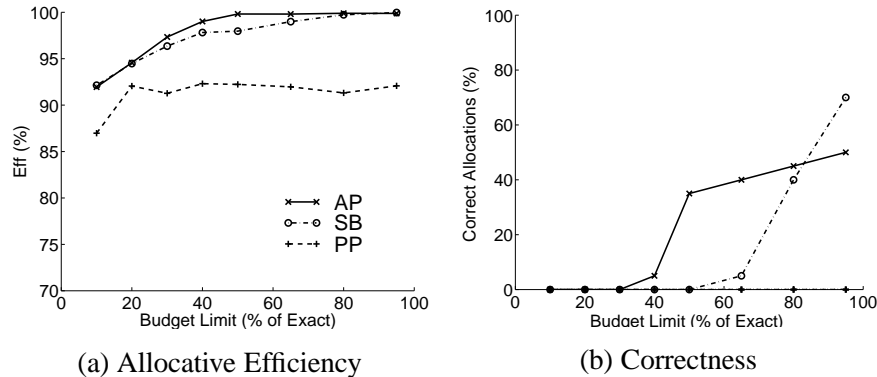 100
95
90
85
80
75
70
Eff (%)
0 20 40 60 80 100
Budget Limit (% of Exact)
AP
SB
PP
(a) Allocative Efficiency
100
80
60
40
20
0
Correct Allocations (%)
0 20 40 60 80 100
Budget Limit (% of Exact)
(b) Correctness